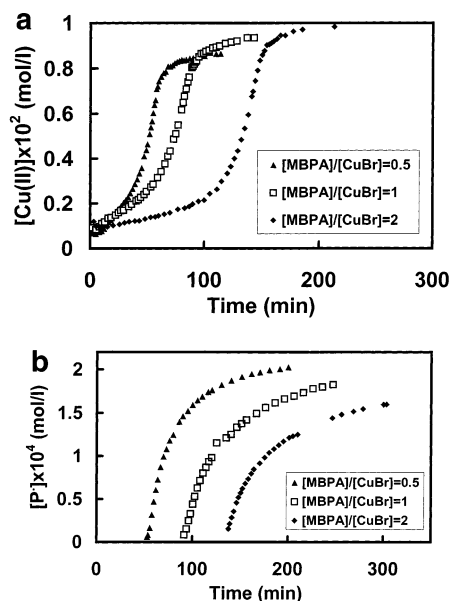 a
[Cu(II)]x10² (mol/l)
1
0.8
0.6
0.4
0.2
0
▲ [MBPA]/[CuBr]=0.5
□ [MBPA]/[CuBr]=1
◆ [MBPA]/[CuBr]=2
0 100 200 300
Time (min)
b
[P·]x10⁴ (mol/l)
2
1.5
1
0.5
0
▲ [MBPA]/[CuBr]=0.5
□ [MBPA]/[CuBr]=1
◆ [MBPA]/[CuBr]=2
0 100 200 300
Time (min)